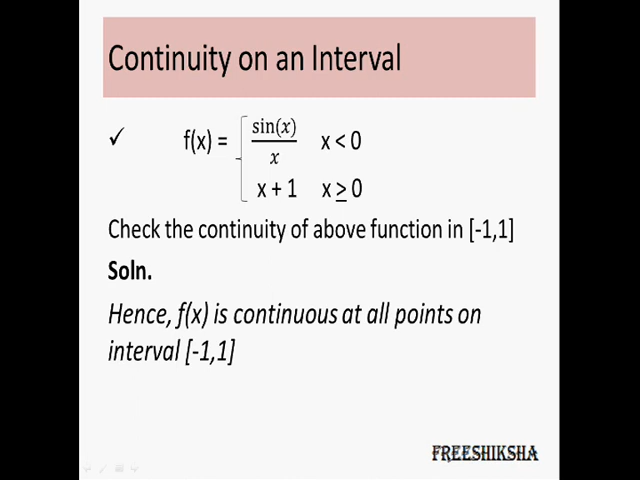 Continuity on an Interval
✓ f(x) = { sin(x)/x x < 0
x + 1 x ≥ 0
Check the continuity of above function in [-1,1]
Soln.
Hence, f(x) is continuous at all points on
interval [-1,1]
FREESHIKSHA